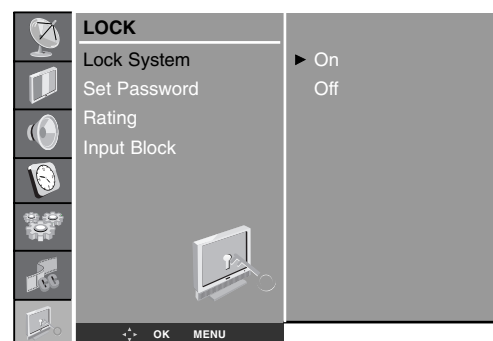 LOCK
Lock System
► On
Set Password
Off
Rating
Input Block
OK MENU